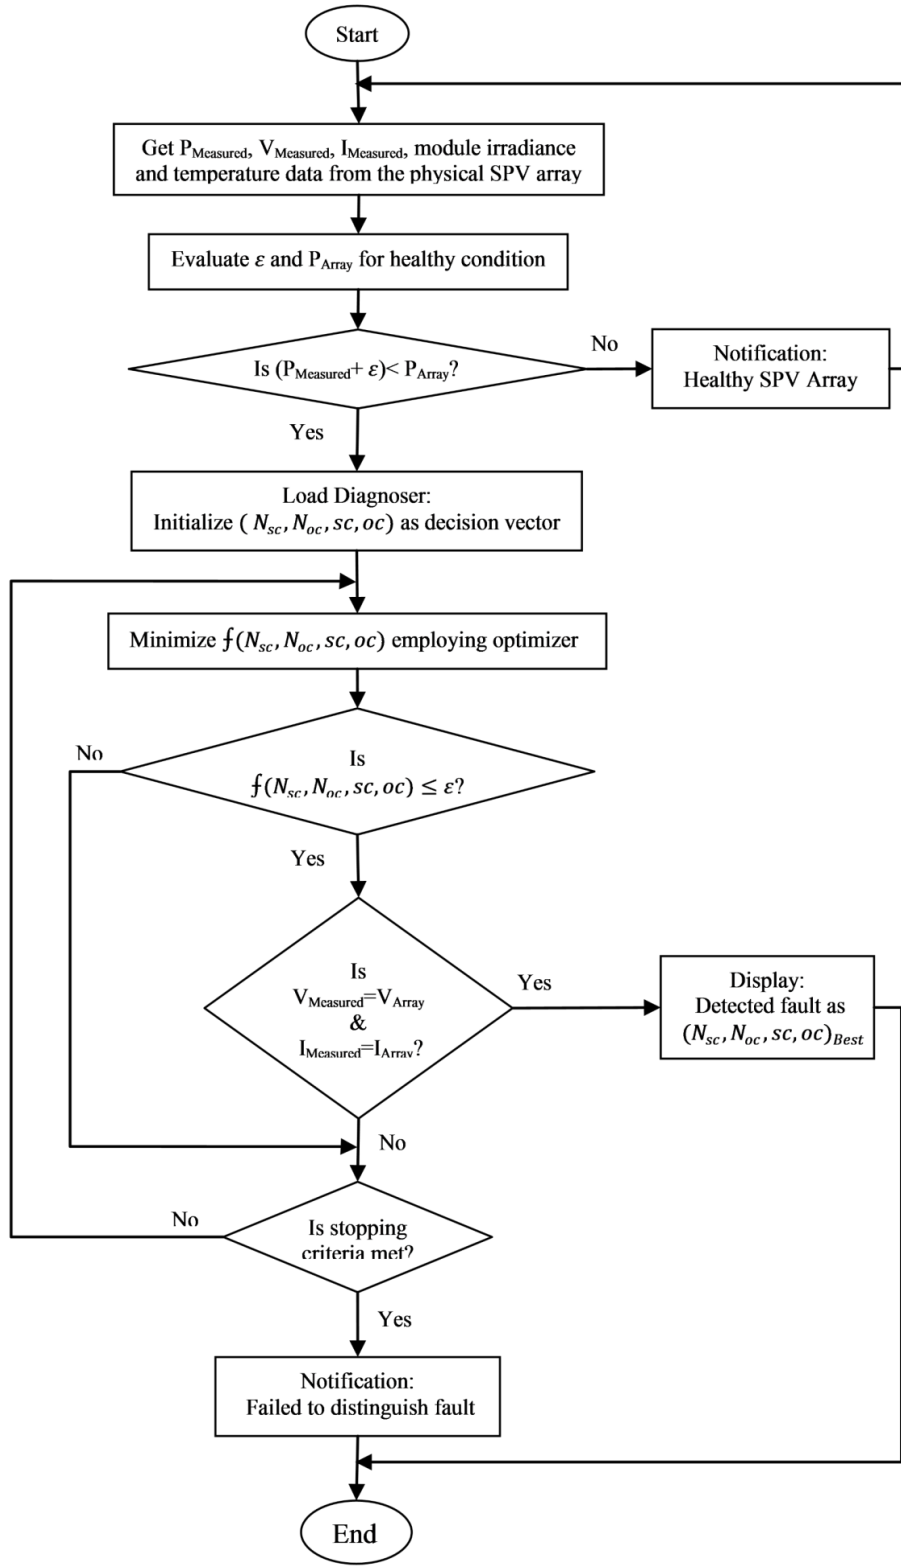 Start
Get P_Measured, V_Measured, I_Measured, module irradiance
and temperature data from the physical SPV array
Evaluate ε and P_Array for healthy condition
Is (P_Measured+ ε)< P_Array?
No
Notification:
Healthy SPV Array
Yes
Load Diagnoser:
Initialize ( N_sc, N_oc, sc, oc) as decision vector
Minimize ƒ(N_sc, N_oc, sc, oc) employing optimizer
No
Is
ƒ(N_sc, N_oc, sc, oc) ≤ ε?
Yes
Is
V_Measured=V_Array
&
I_Measured=I_Array?
Yes
Display:
Detected fault as
(N_sc, N_oc, sc, oc)_Best
No
No
Is stopping
criteria met?
Yes
Notification:
Failed to distinguish fault
End